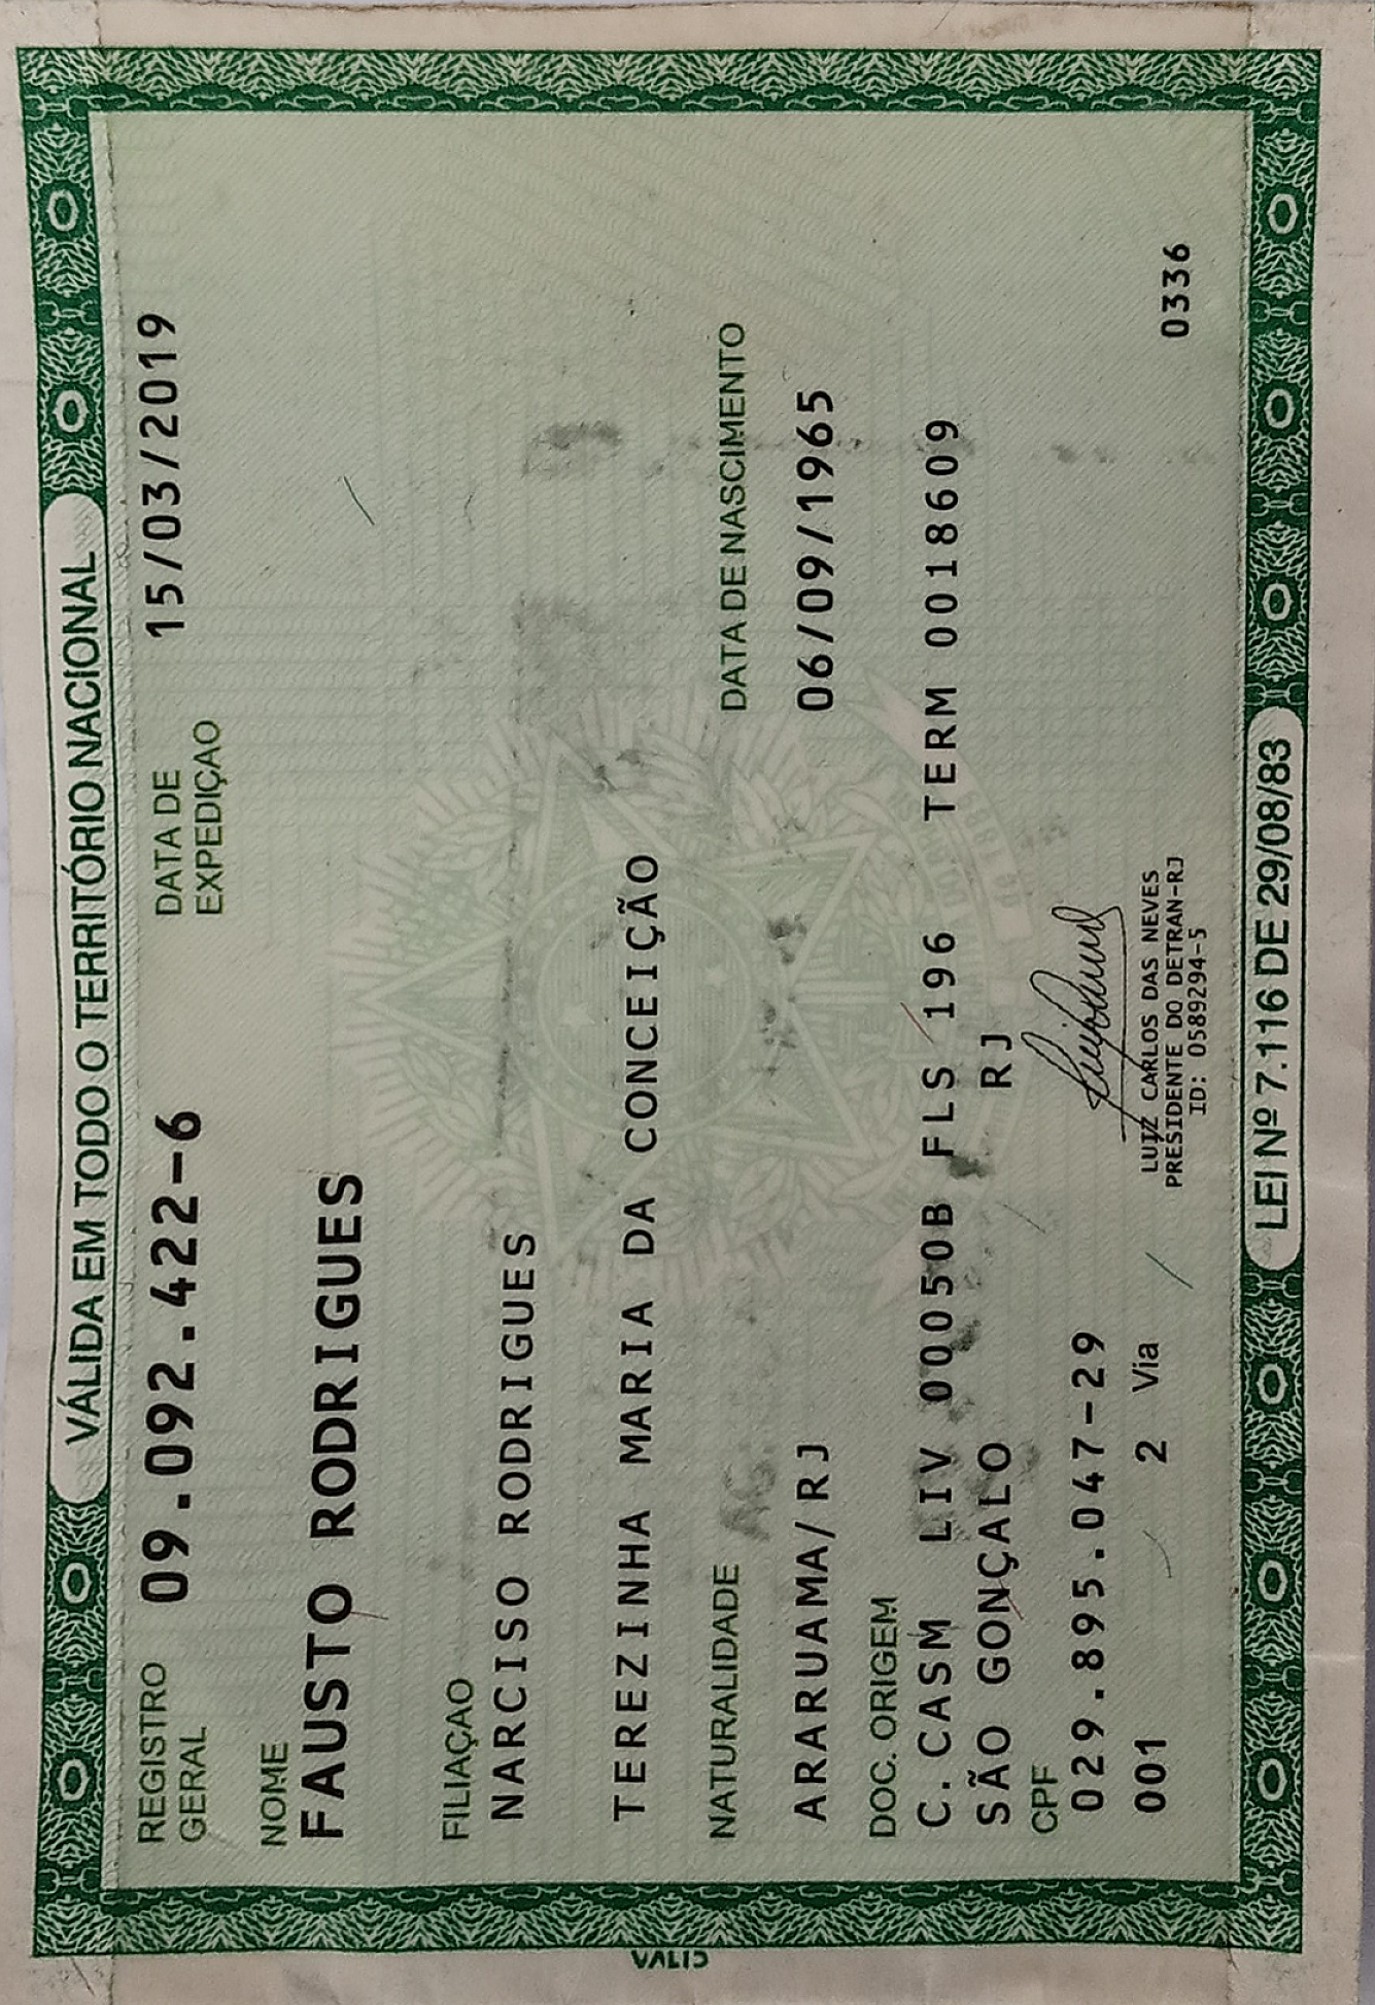 VÁLIDA EM TODO O TERRITÓRIO NACIONAL
REGISTRO GERAL 09.092.422-6 DATA DE EXPEDIÇAO 15/03/2019
NOME
FAUSTO RODRIGUES
FILIAÇAO
NARCISO RODRIGUES
TEREZINHA MARIA DA CONCEIÇÃO
NATURALIDADE DATA DE NASCIMENTO
ARARUAMA/RJ 06/09/1965
DOC. ORIGEM
C.CASM LIV 00050B FLS 196 TERM 0018609
SÃO GONÇALO RJ
CPF
029.895.047-29
001 2 Via
LUIZ CARLOS DAS NEVES
PRESIDENTE DO DETRAN-RJ
ID: 0589294-5
0336
LEI Nº 7.116 DE 29/08/83